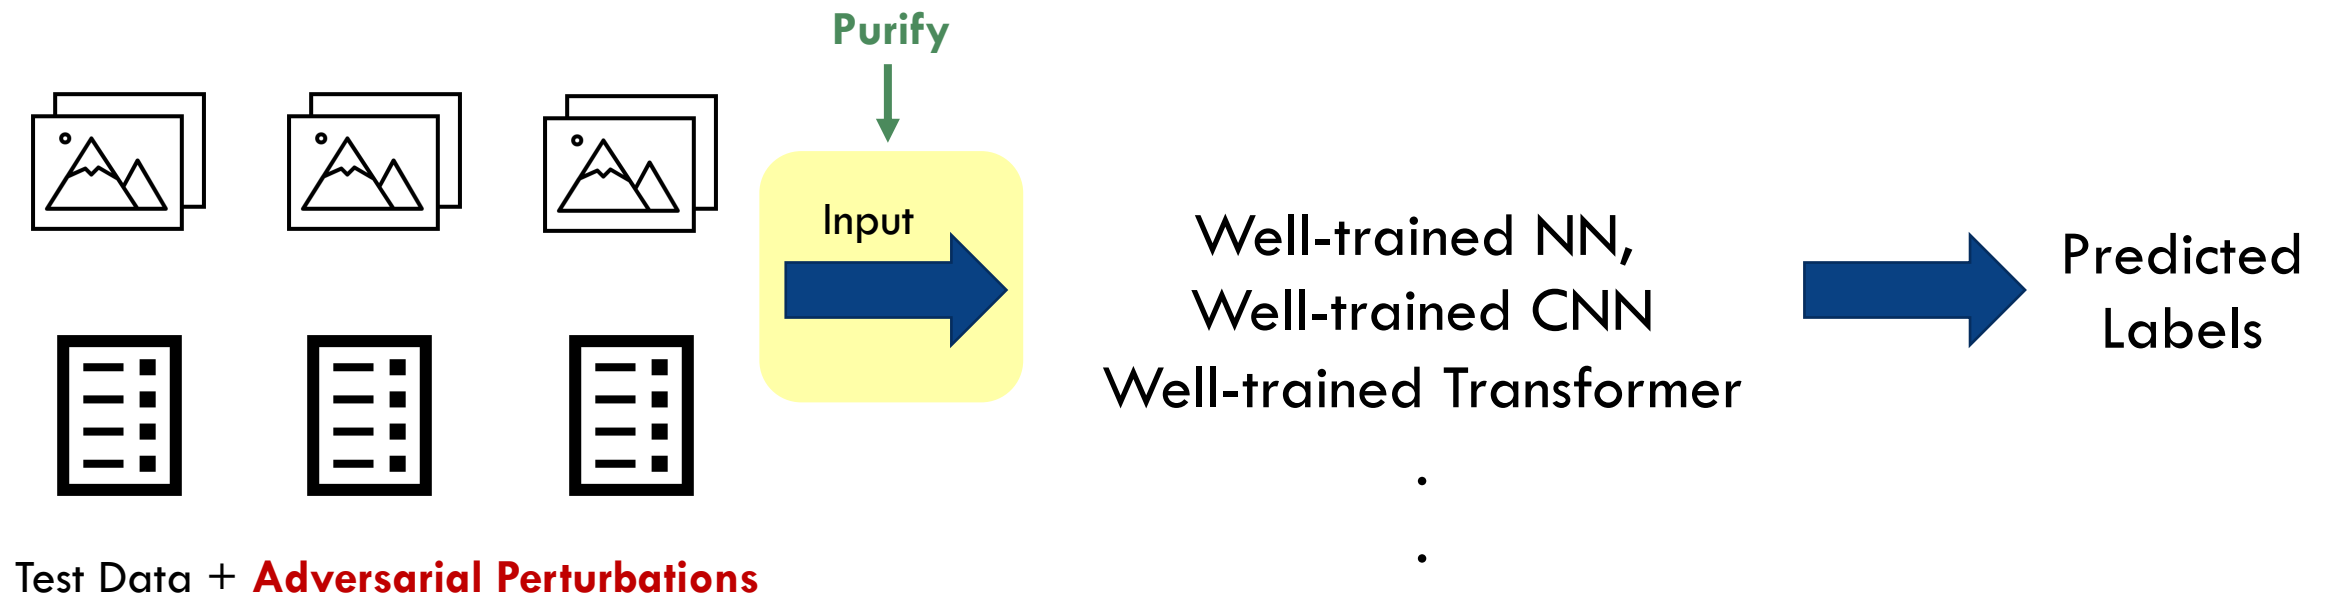 Purify
Input
Well-trained NN,
Well-trained CNN
Well-trained Transformer
.
.
Predicted
Labels
Test Data + Adversarial Perturbations